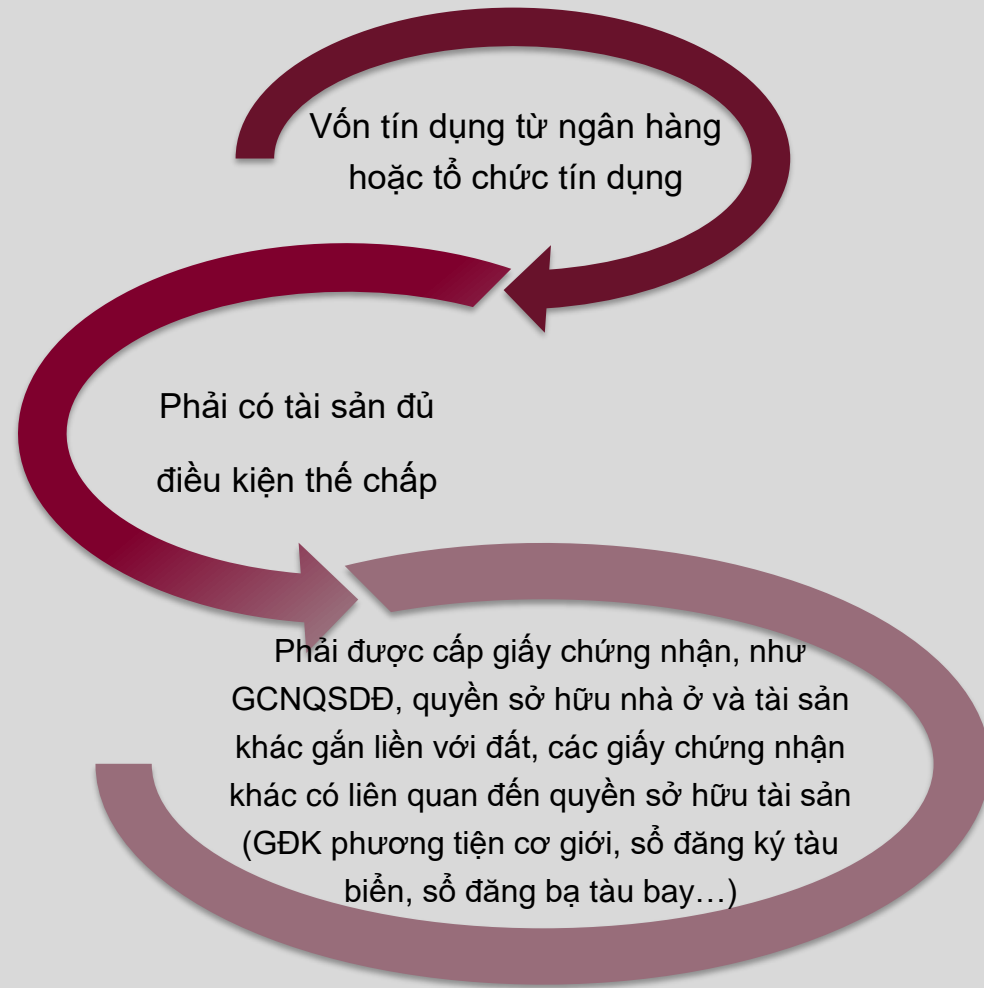 Vốn tín dụng từ ngân hàng
hoặc tổ chức tín dụng
Phải có tài sản đủ
điều kiện thế chấp
Phải được cấp giấy chứng nhận, như
GCNQSDĐ, quyền sở hữu nhà ở và tài sản
khác gắn liền với đất, các giấy chứng nhận
khác có liên quan đến quyền sở hữu tài sản
(GĐK phương tiện cơ giới, sổ đăng ký tàu
biển, sổ đăng bạ tàu bay…)